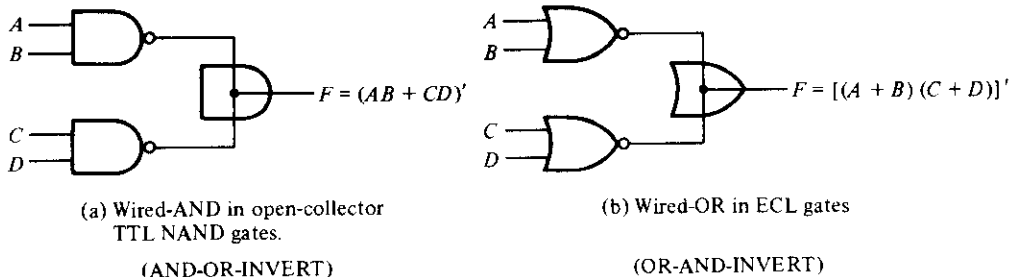 A
B
C
D
F = (AB + CD)′
(a) Wired-AND in open-collector
TTL NAND gates.
(AND-OR-INVERT)
A
B
C
D
F = [(A + B) (C + D)]′
(b) Wired-OR in ECL gates
(OR-AND-INVERT)